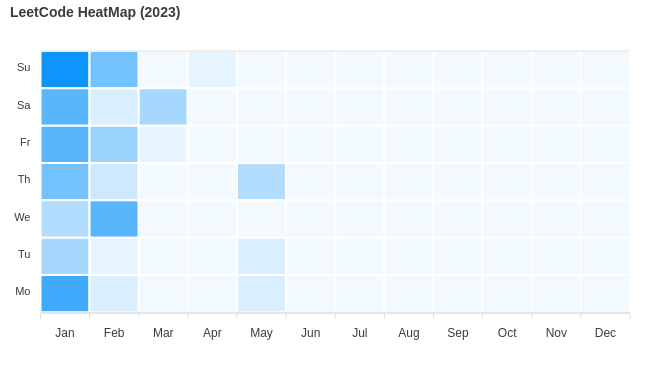 LeetCode HeatMap (2023)
Su
Sa
Fr
Th
We
Tu
Mo
Jan Feb Mar Apr May Jun Jul Aug Sep Oct Nov Dec